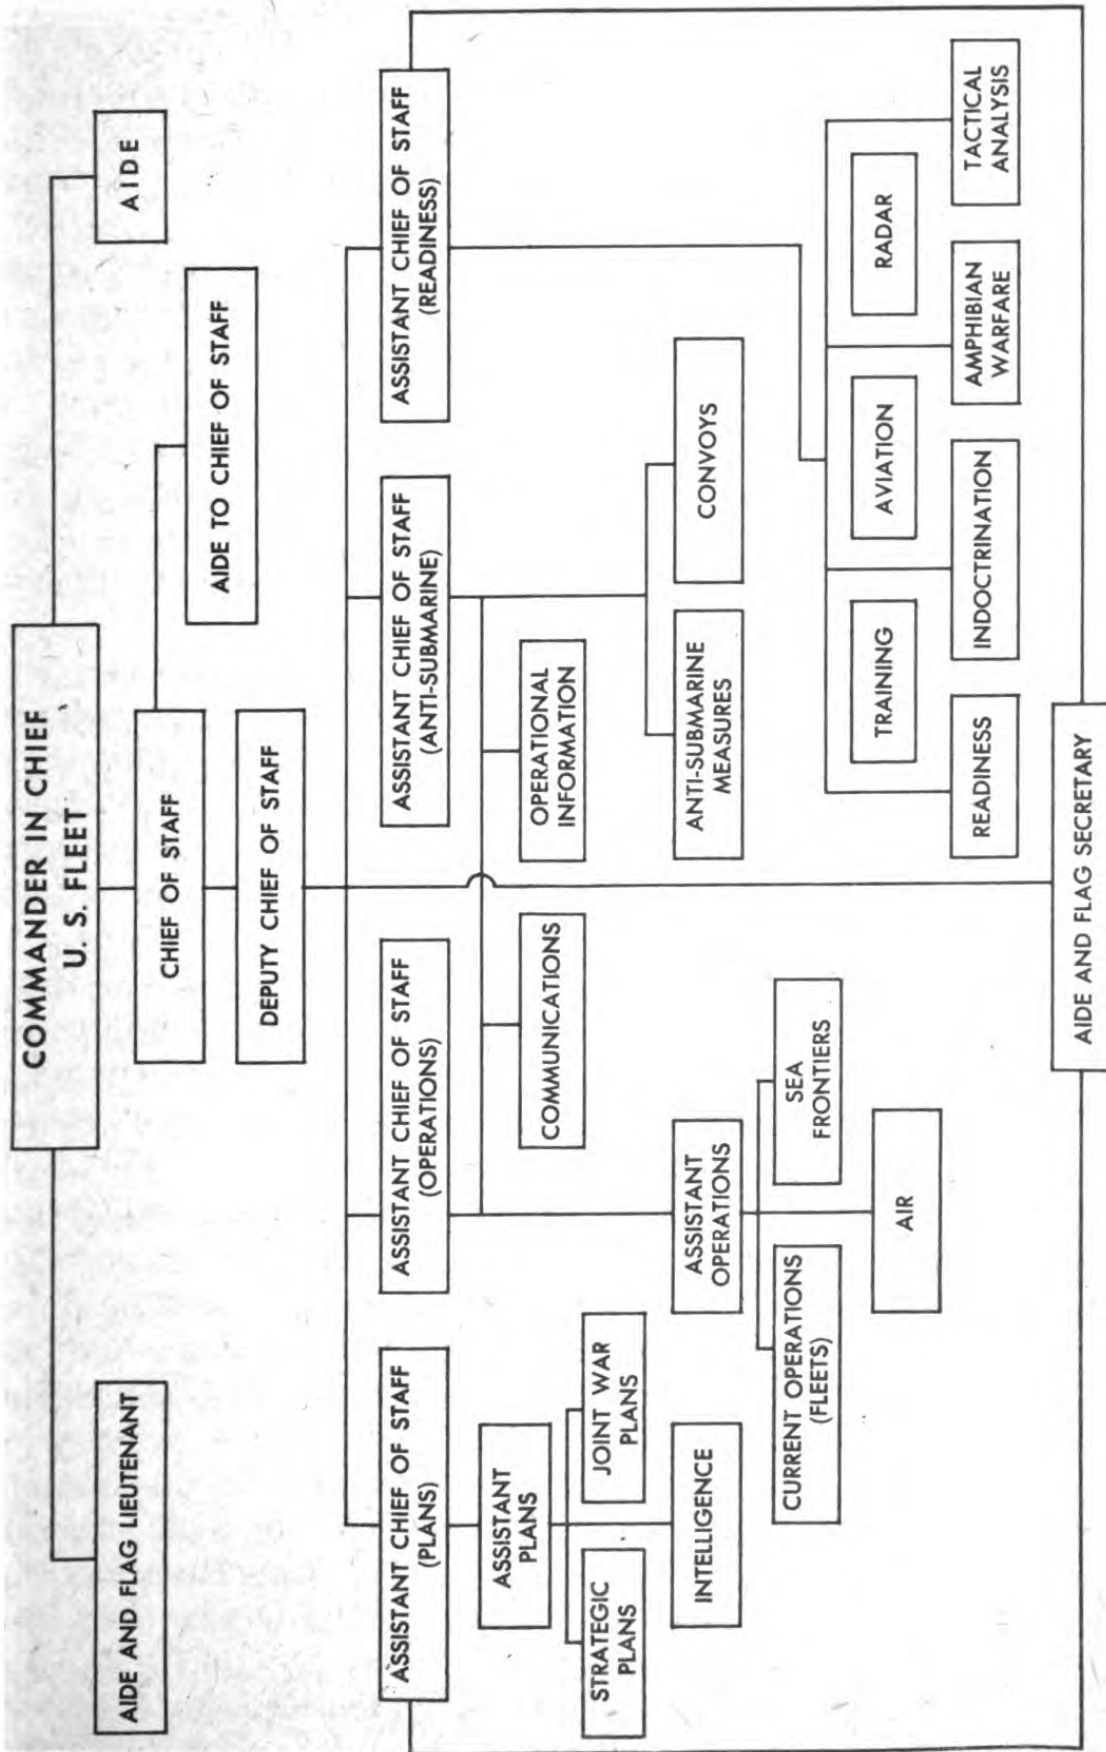 COMMANDER IN CHIEF
U. S. FLEET
AIDE AND FLAG LIEUTENANT
AIDE
CHIEF OF STAFF
AIDE TO CHIEF OF STAFF
DEPUTY CHIEF OF STAFF
ASSISTANT CHIEF OF STAFF
(PLANS)
ASSISTANT CHIEF OF STAFF
(OPERATIONS)
ASSISTANT CHIEF OF STAFF
(ANTI-SUBMARINE)
ASSISTANT CHIEF OF STAFF
(READINESS)
ASSISTANT
PLANS
STRATEGIC
PLANS
JOINT WAR
PLANS
INTELLIGENCE
COMMUNICATIONS
OPERATIONAL
INFORMATION
ASSISTANT
OPERATIONS
CURRENT OPERATIONS
(FLEETS)
SEA
FRONTIERS
AIR
ANTI-SUBMARINE
MEASURES
CONVOYS
TRAINING
AVIATION
RADAR
READINESS
INDOCTRINATION
AMPHIBIAN
WARFARE
TACTICAL
ANALYSIS
AIDE AND FLAG SECRETARY